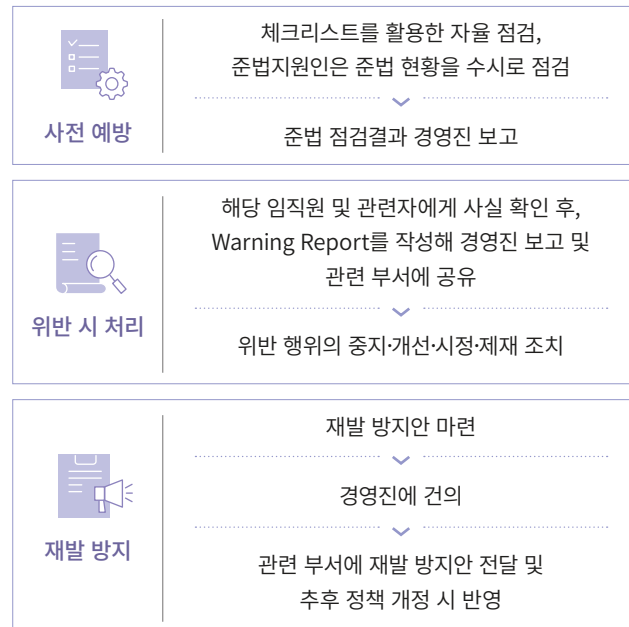 체크리스트를 활용한 자율 점검,
준법지원인은 준법 현황을 수시로 점검
사전 예방
준법 점검결과 경영진 보고
해당 임직원 및 관련자에게 사실 확인 후,
Warning Report를 작성해 경영진 보고 및
관련 부서에 공유
위반 시 처리
위반 행위의 중지·개선·시정·제재 조치
재발 방지안 마련
경영진에 건의
재발 방지
관련 부서에 재발 방지안 전달 및
추후 정책 개정 시 반영